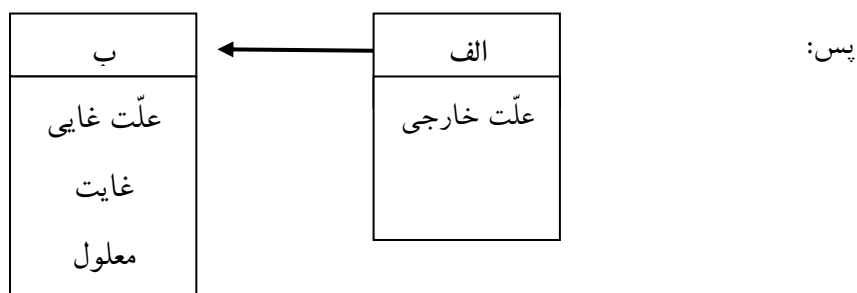 پس:
الف
علّت خارجی
ب
علّت غایی
غایت
معلول